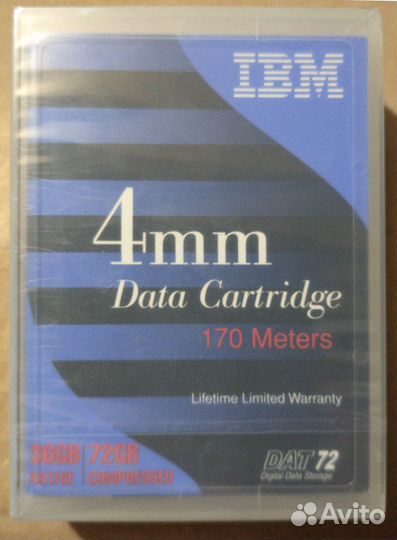 IBM
4mm
Data Cartridge
170 Meters
Lifetime Limited Warranty
36GB 72GB
NATIVE COMPRESSED
DAT 72
Digital Data Storage
Avito